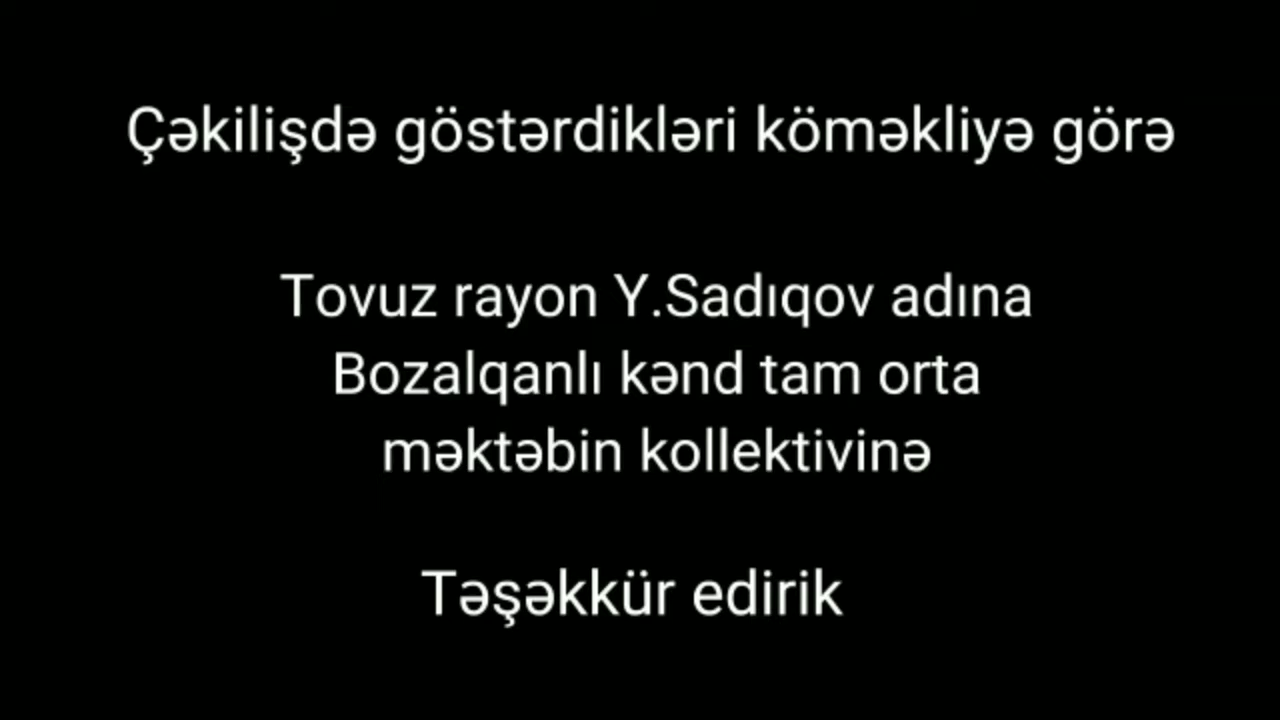 Çəkilişdə göstərdikləri köməkliyə görə
Tovuz rayon Y.Sadıqov adına
Bozalqanlı kənd tam orta
məktəbin kollektivinə
Təşəkkür edirik